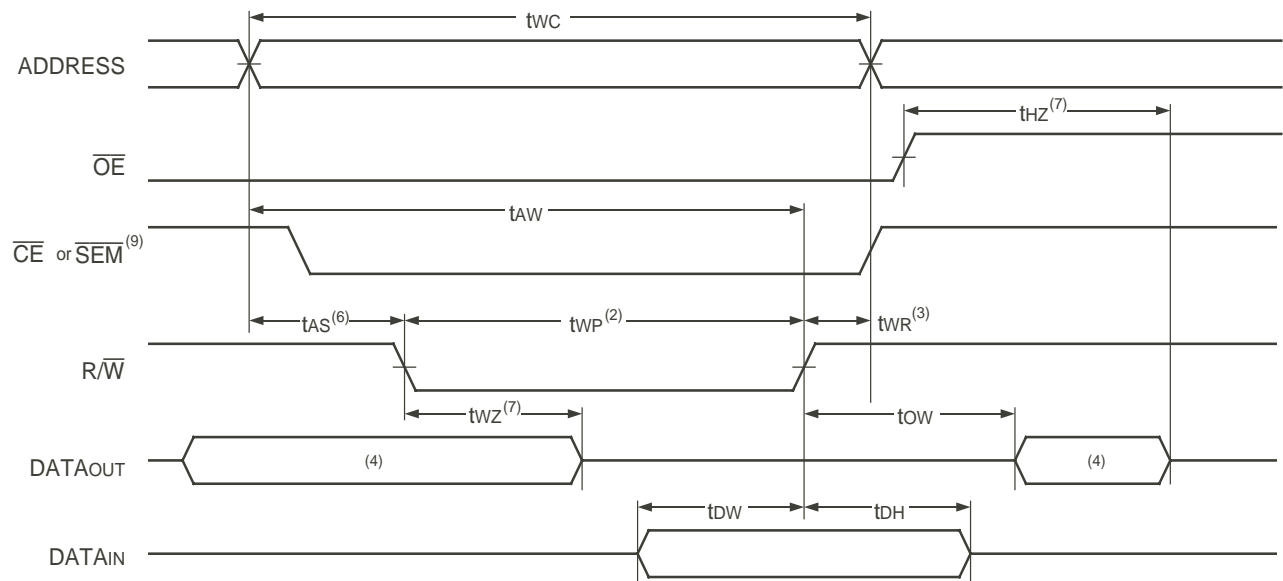 tWC
ADDRESS
tHZ(7)
OE
tAW
CE or SEM(9)
tAS(6) tWP(2) tWR(3)
R/W
tWZ(7) tOW
DATAOUT (4) (4)
tDW tDH
DATAIN